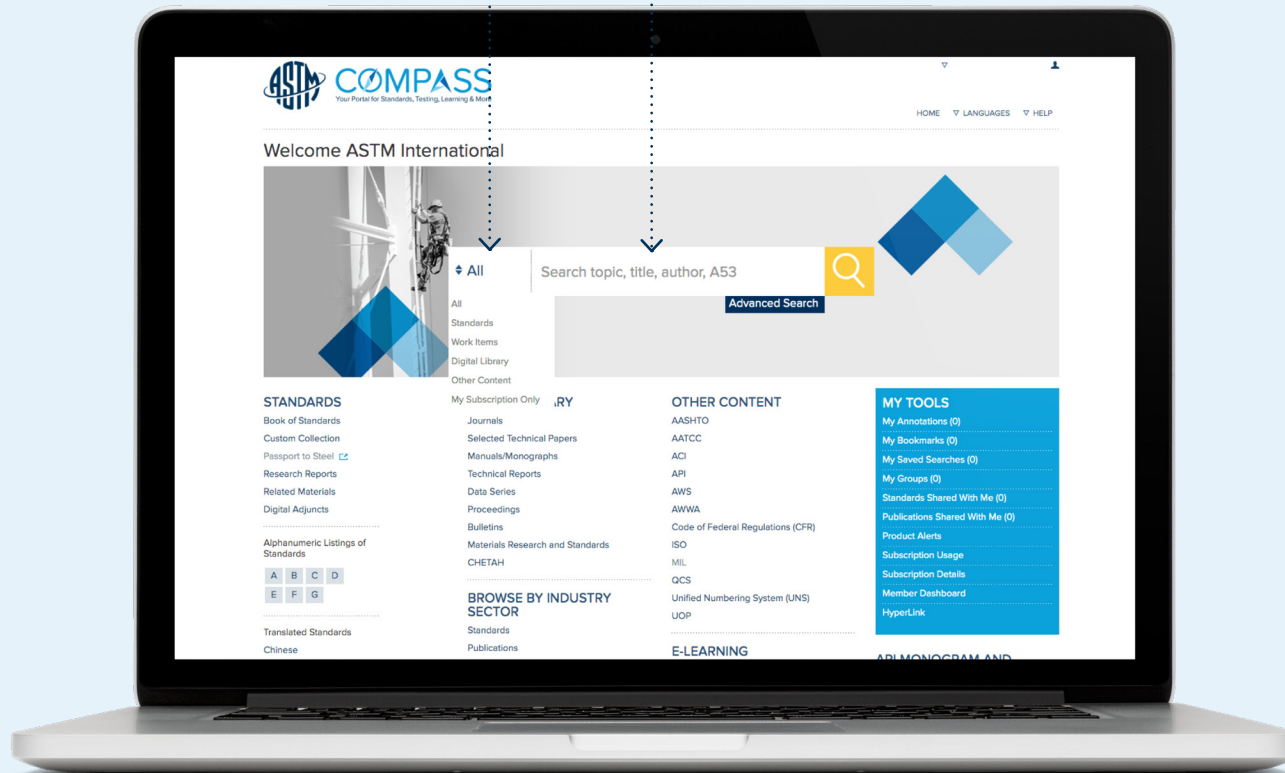 ASTM
COMPASS
Your Portal for Standards, Testing, Learning & More
HOME
LANGUAGES
HELP
Welcome ASTM International
All
Search topic, title, author, A53
Advanced Search
All
Standards
Work Items
Digital Library
Other Content
My Subscription Only
STANDARDS
Book of Standards
Custom Collection
Passport to Steel
Research Reports
Related Materials
Digital Adjuncts
Alphanumeric Listings of
Standards
A B C D
E F G
Translated Standards
Chinese
RY
Journals
Selected Technical Papers
Manuals/Monographs
Technical Reports
Data Series
Proceedings
Bulletins
Materials Research and Standards
CHETAH
BROWSE BY INDUSTRY
SECTOR
Standards
Publications
OTHER CONTENT
AASHTO
AATCC
ACI
API
AWS
AWWA
Code of Federal Regulations (CFR)
ISO
MIL
QCS
Unified Numbering System (UNS)
UOP
E-LEARNING
MY TOOLS
My Annotations (0)
My Bookmarks (0)
My Saved Searches (0)
My Groups (0)
Standards Shared With Me (0)
Publications Shared With Me (0)
Product Alerts
Subscription Usage
Subscription Details
Member Dashboard
HyperLink
API MONOGRAM AND